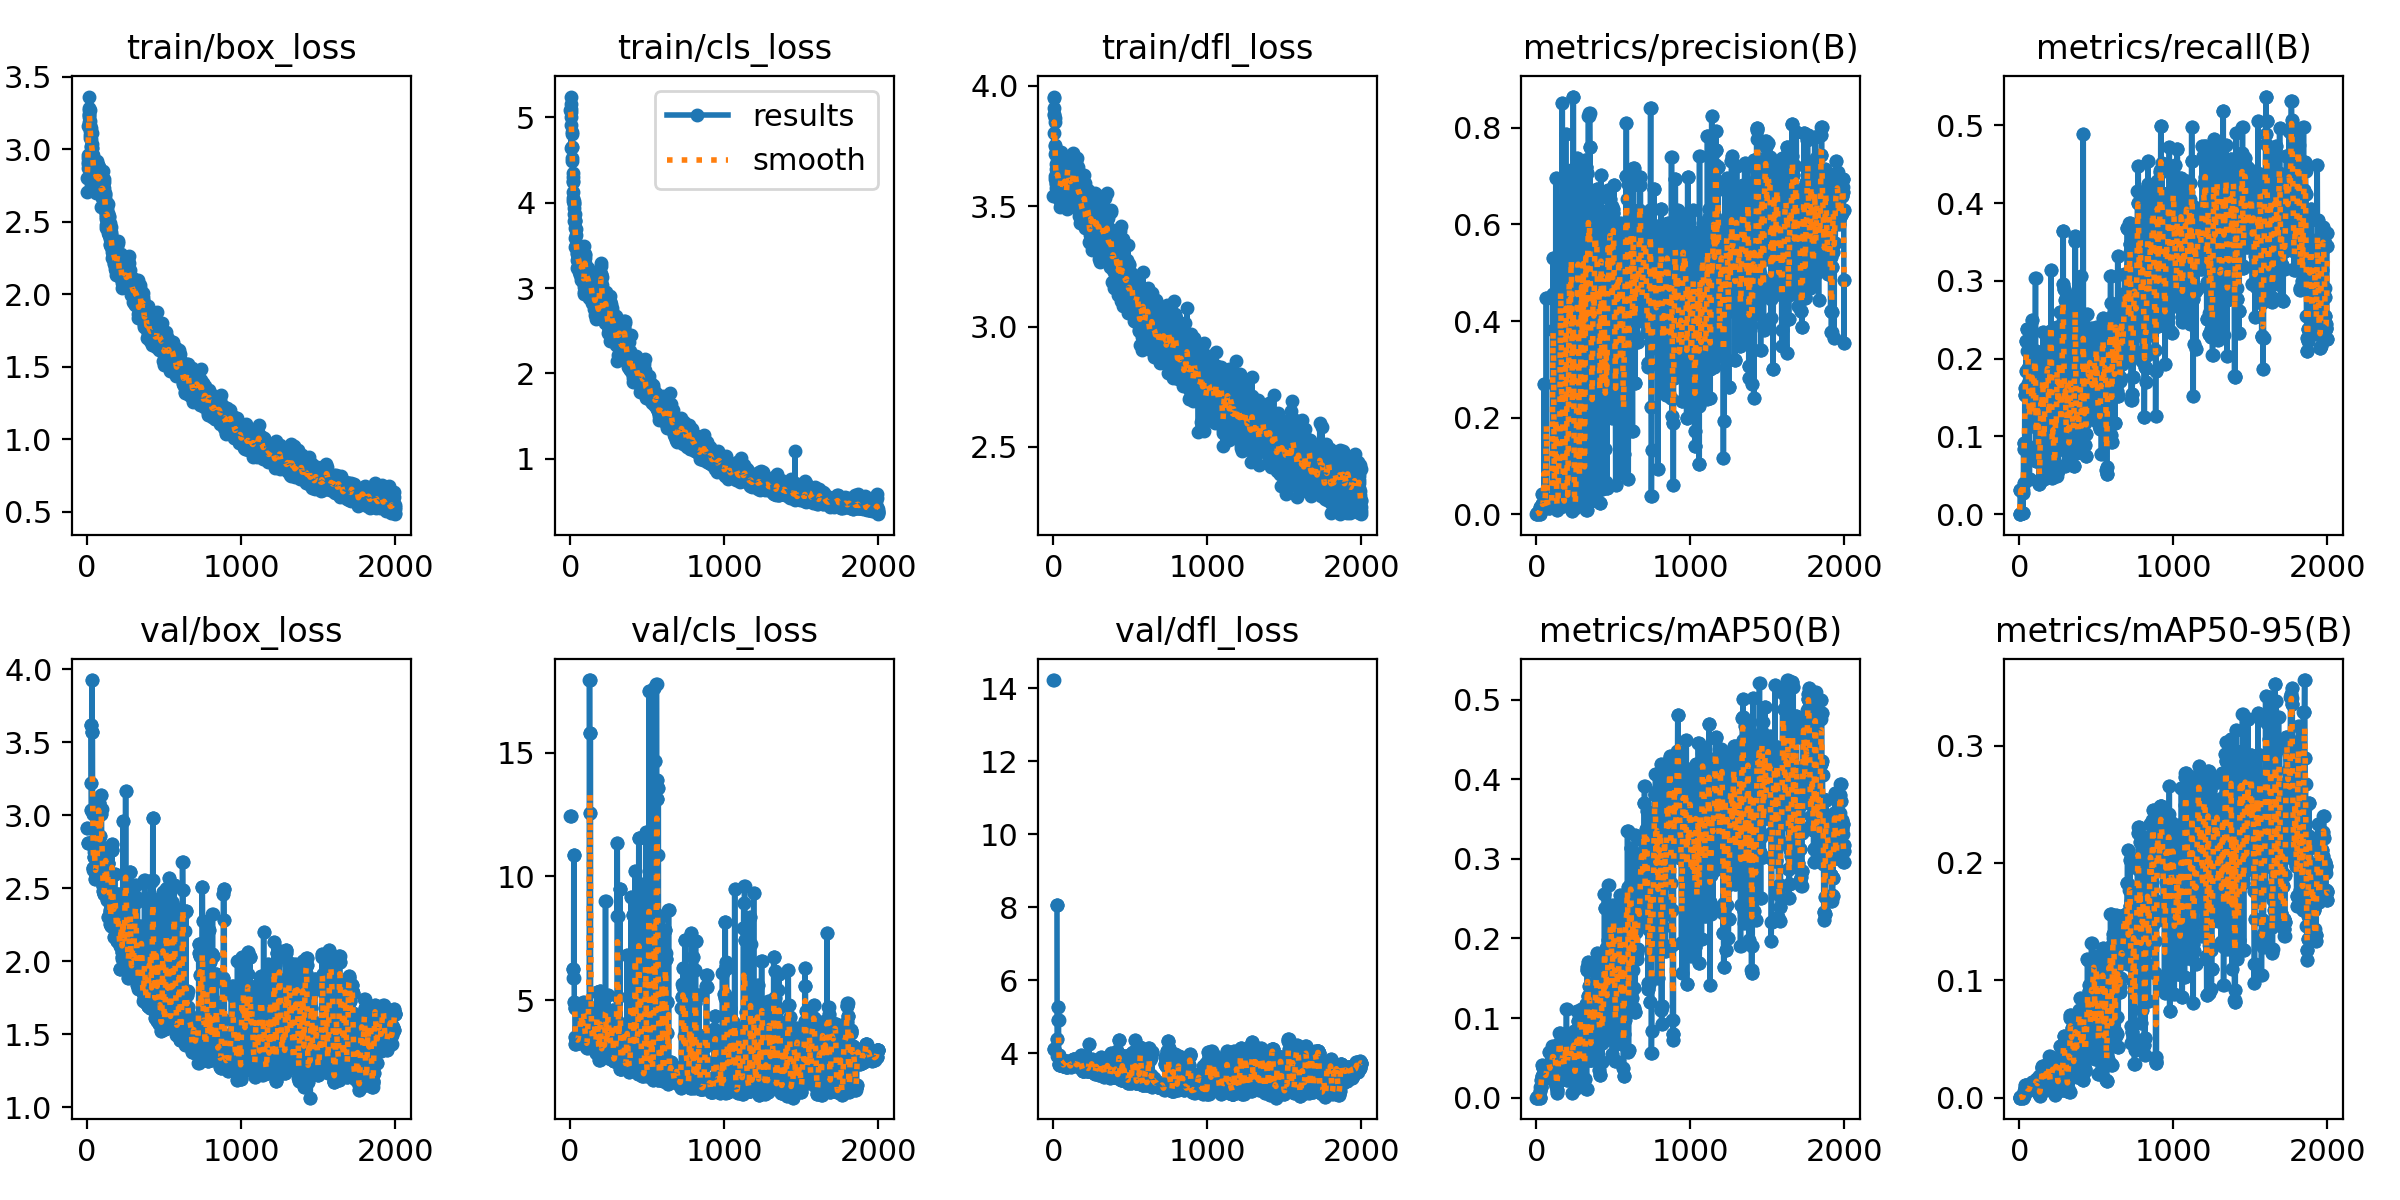 train/box_loss
train/cls_loss
train/dfl_loss
metrics/precision(B)
metrics/recall(B)
3.5
3.0
2.5
2.0
1.5
1.0
0.5
0 1000 2000
5
4
3
2
1
results
smooth
0 1000 2000
4.0
3.5
3.0
2.5
0 1000 2000
0.8
0.6
0.4
0.2
0.0
0 1000 2000
0.5
0.4
0.3
0.2
0.1
0.0
0 1000 2000
val/box_loss
val/cls_loss
val/dfl_loss
metrics/mAP50(B)
metrics/mAP50-95(B)
4.0
3.5
3.0
2.5
2.0
1.5
1.0
0 1000 2000
15
10
5
0 1000 2000
14
12
10
8
6
4
0 1000 2000
0.5
0.4
0.3
0.2
0.1
0.0
0 1000 2000
0.3
0.2
0.1
0.0
0 1000 2000